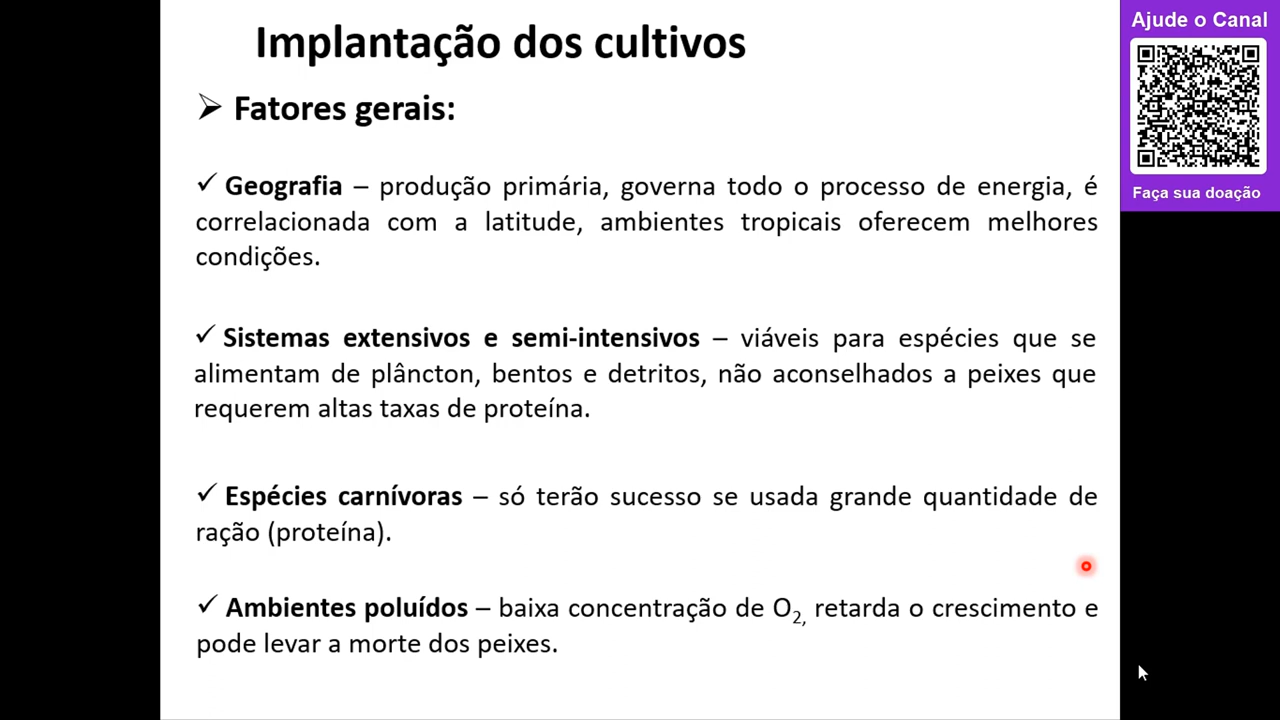 Implantação dos cultivos
Fatores gerais:
Geografia – produção primária, governa todo o processo de energia, é
correlacionada com a latitude, ambientes tropicais oferecem melhores
condições.
Sistemas extensivos e semi-intensivos – viáveis para espécies que se
alimentam de plâncton, bentos e detritos, não aconselhados a peixes que
requerem altas taxas de proteína.
Espécies carnívoras – só terão sucesso se usada grande quantidade de
ração (proteína).
Ambientes poluídos – baixa concentração de O₂, retarda o crescimento e
pode levar a morte dos peixes.
Ajude o Canal
Faça sua doação